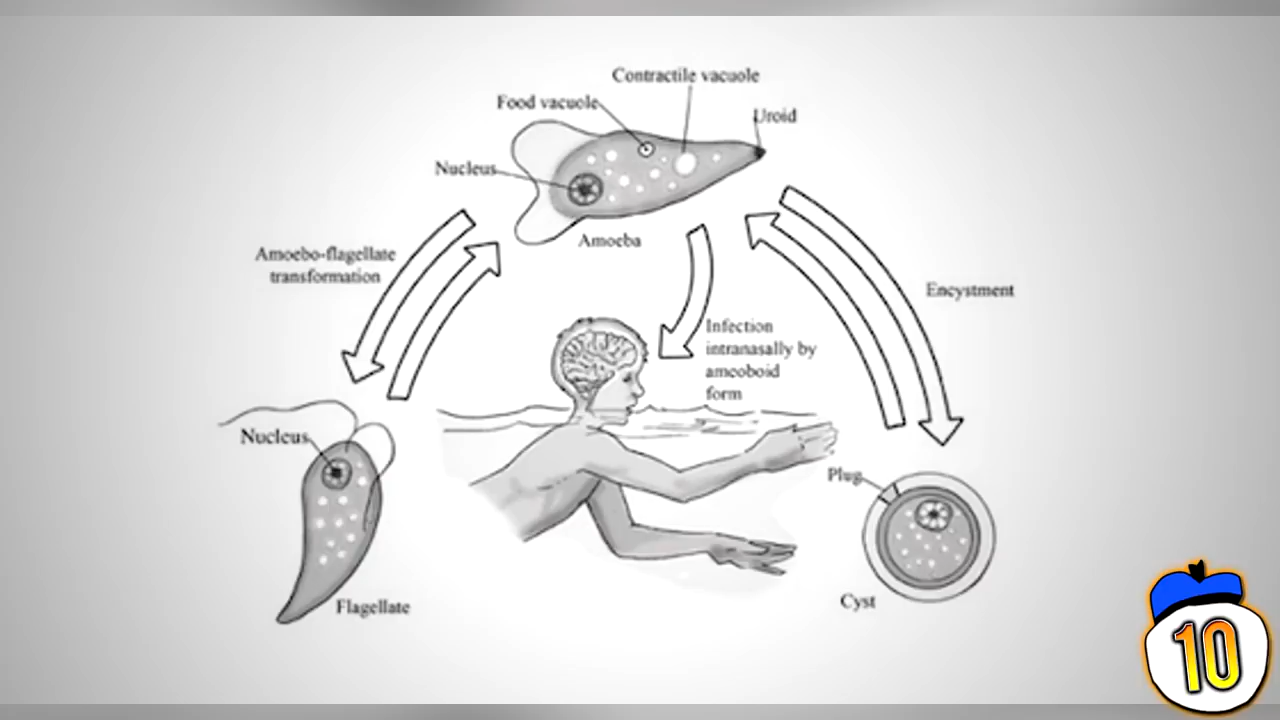 Contractile vacuole
Food vacuole
Uroid
Nucleus
Amoeba
Amoebo-flagellate
transformation
Encystment
Infection
intranasally by
amoeboid
form
Nucleus
Plug
Cyst
Flagellate
10